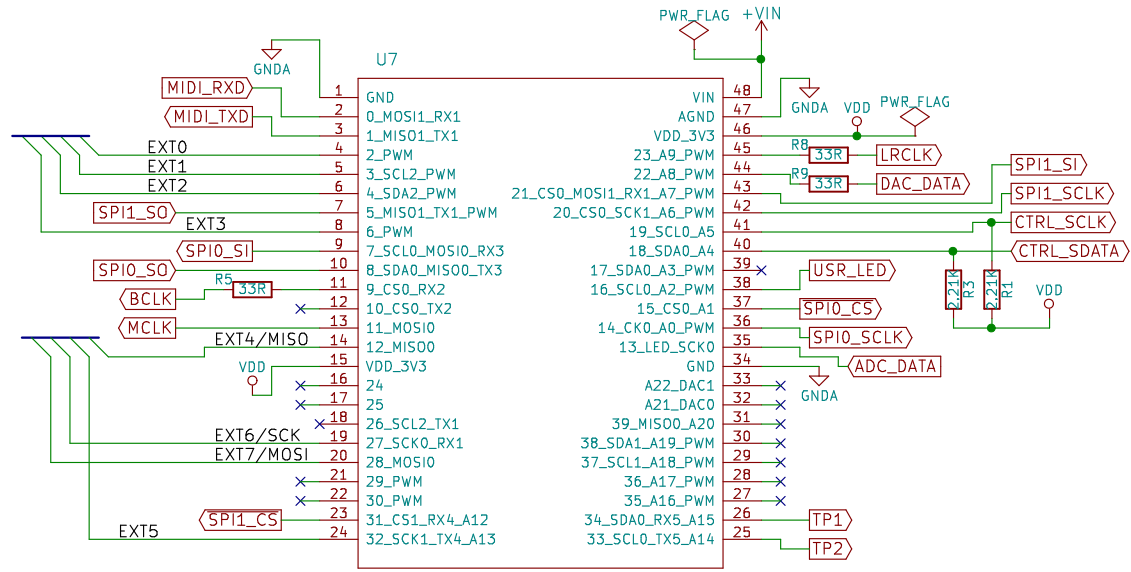 PWR_FLAG
+VIN
U7
GNDA
MIDI_RXD
MIDI_TXD
EXT0
EXT1
EXT2
SPI1_SO
EXT3
SPI0_SI
SPI0_SO
R5
33R
BCLK
MCLK
EXT4/MISO
VDD
EXT6/SCK
EXT7/MOSI
SPI1_CS
EXT5
1 GND
2 0_MOSI1_RX1
3 1_MISO1_TX1
4 2_PWM
5 3_SCL2_PWM
6 4_SDA2_PWM
7 5_MISO1_TX1_PWM
8 6_PWM
9 7_SCL0_MOSI0_RX3
10 8_SDA0_MISO0_TX3
11 9_CS0_RX2
12 10_CS0_TX2
13 11_MOSI0
14 12_MISO0
15 VDD_3V3
16 24
17 25
18 26_SCL2_TX1
19 27_SCK0_RX1
20 28_MOSI0
21 29_PWM
22 30_PWM
23 31_CS1_RX4_A12
24 32_SCK1_TX4_A13
VIN 48
AGND 47
VDD_3V3 46
23_A9_PWM 45
22_A8_PWM 44
21_CS0_MOSI1_RX1_A7_PWM 43
20_CS0_SCK1_A6_PWM 42
19_SCL0_A5 41
18_SDA0_A4 40
17_SDA0_A3_PWM 39
16_SCL0_A2_PWM 38
15_CS0_A1 37
14_CK0_A0_PWM 36
13_LED_SCK0 35
GND 34
A22_DAC1 33
A21_DAC0 32
39_MISO0_A20 31
38_SDA1_A19_PWM 30
37_SCL1_A18_PWM 29
36_A17_PWM 28
35_A16_PWM 27
34_SDA0_RX5_A15 26
33_SCL0_TX5_A14 25
GNDA
VDD
PWR_FLAG
R8
33R
LRCLK
R9
33R
DAC_DATA
SPI1_SI
SPI1_SCLK
CTRL_SCLK
CTRL_SDATA
USR_LED
2.21K
R3
2.21K
R1
VDD
SPI0_CS
SPI0_SCLK
ADC_DATA
GNDA
TP1
TP2